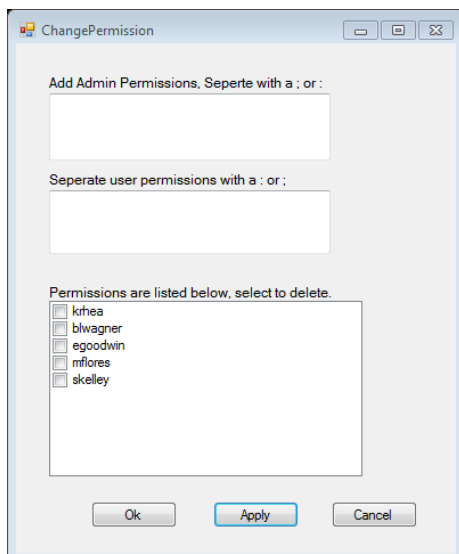 ChangePermission
Add Admin Permissions, Seperte with a ; or :
Seperate user permissions with a : or ;
Permissions are listed below, select to delete.
krhea
blwagner
egoodwin
mflores
skelley
Ok Apply Cancel